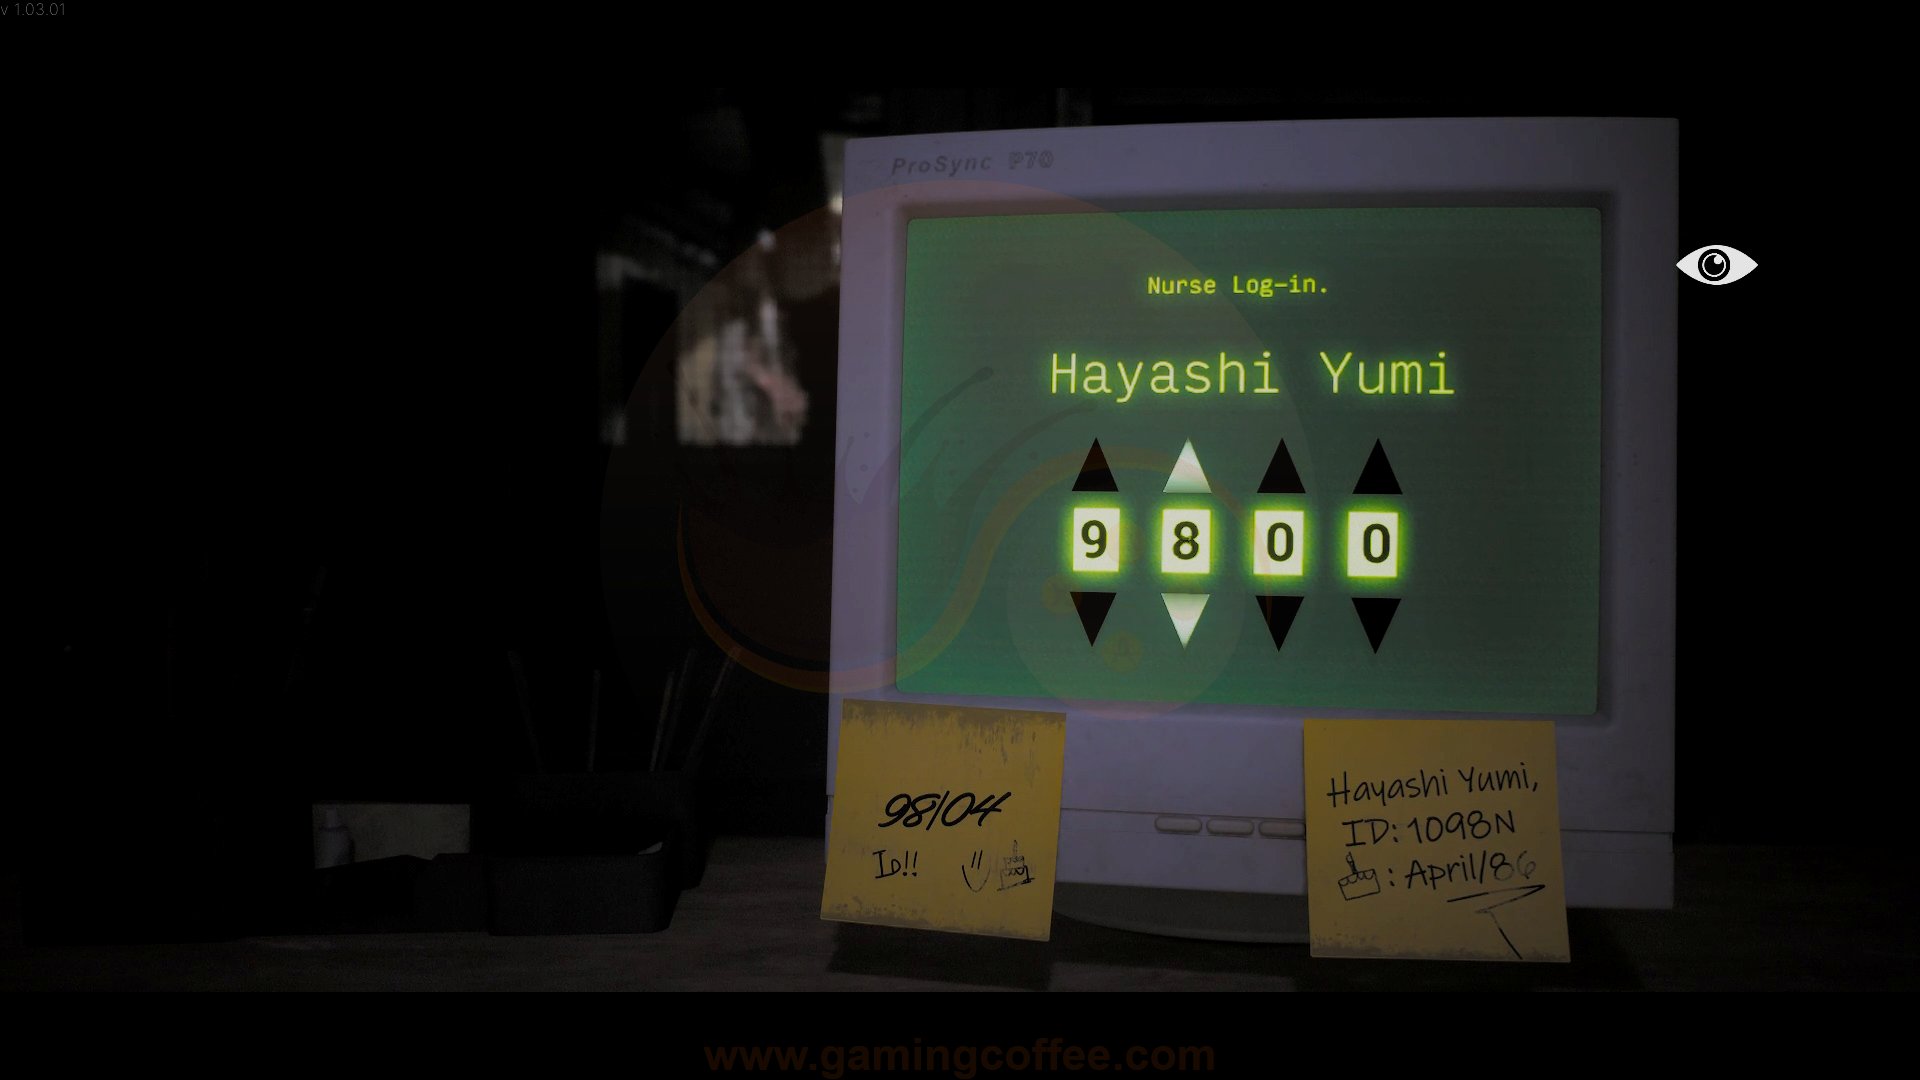 v 1.03.01
ProSync P70
Nurse Log-in.
Hayashi Yumi
9 8 0 0
98/04
ID!!
Hayashi Yumi,
ID: 1098N
: April/86
www.gamingcoffee.com